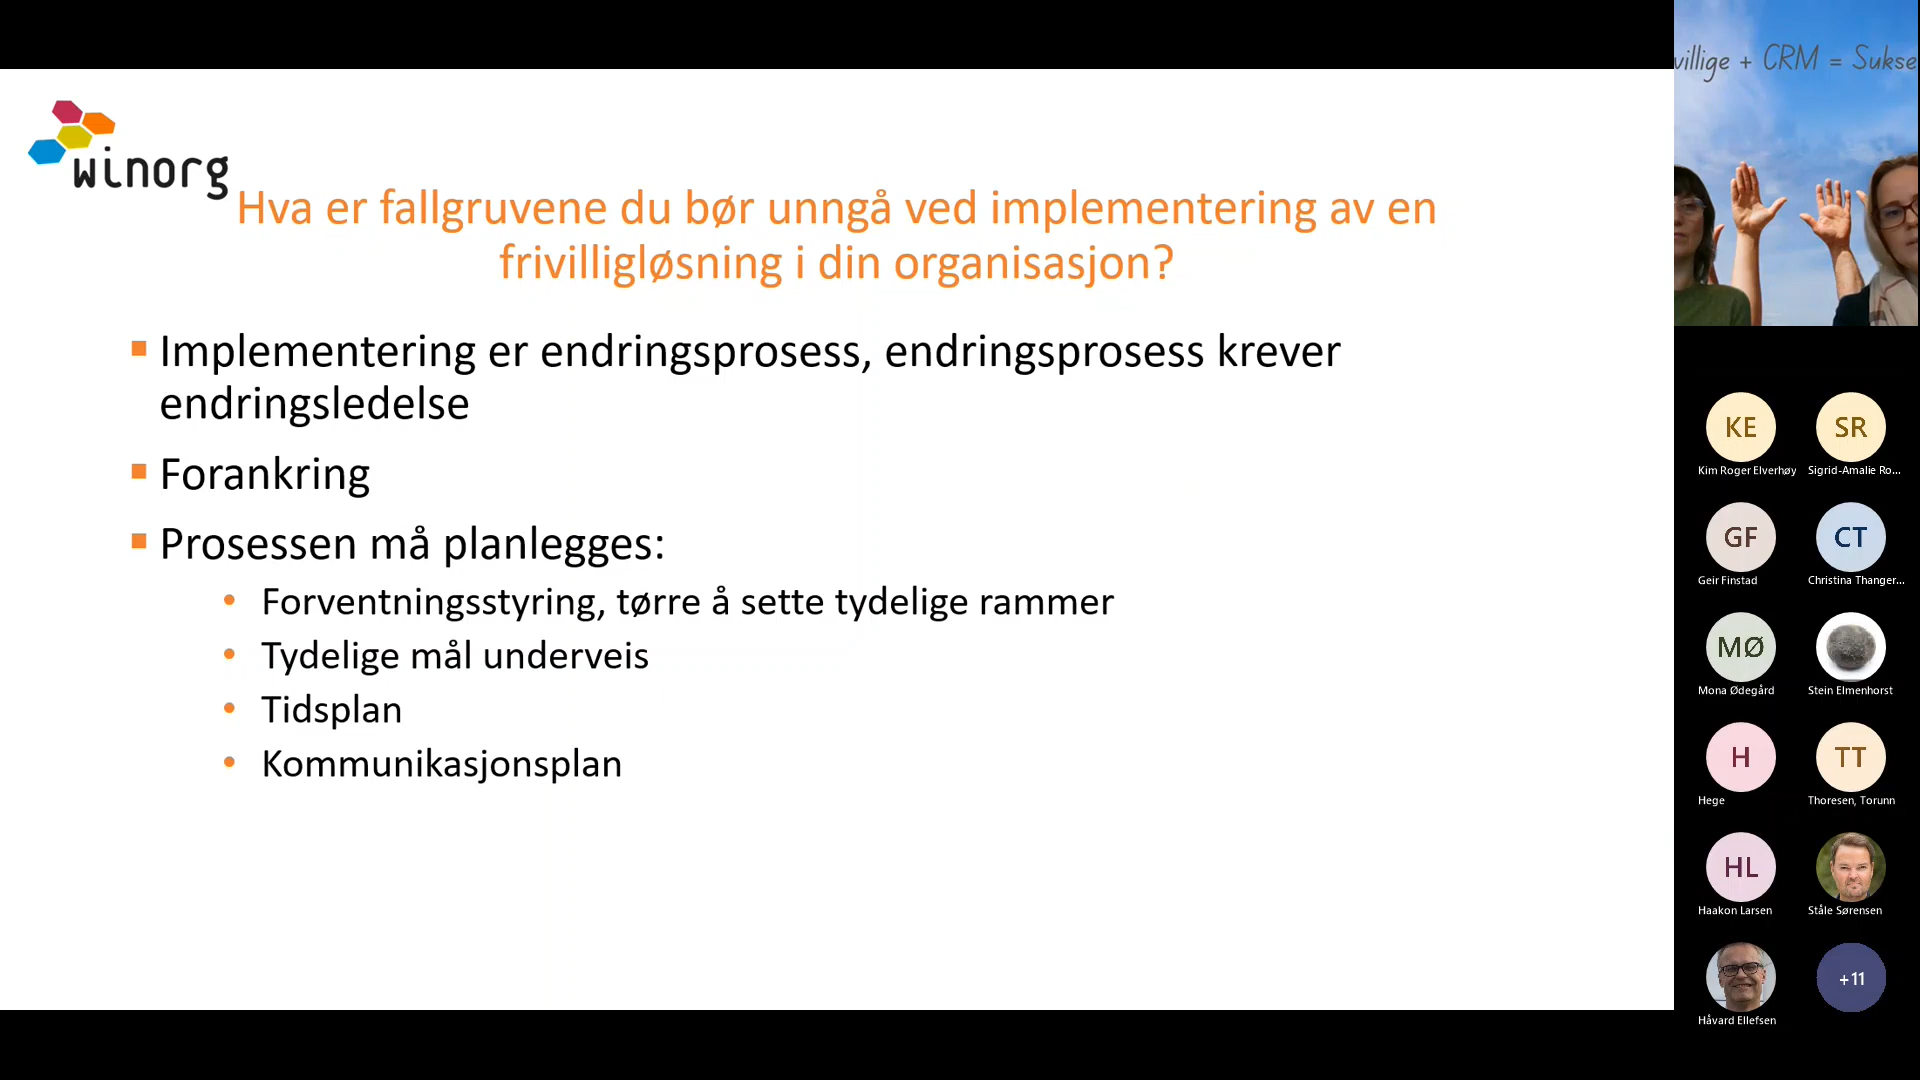 winorg
Hva er fallgruvene du bør unngå ved implementering av en
frivilligløsning i din organisasjon?
Implementering er endringsprosess, endringsprosess krever
endringsledelse
Forankring
Prosessen må planlegges:
Forventningsstyring, tørre å sette tydelige rammer
Tydelige mål underveis
Tidsplan
Kommunikasjonsplan
villige + CRM = Sukse
KE
SR
Kim Roger Elverhøy
Sigrid-Amalie Ro...
GF
CT
Geir Finstad
Christina Thanger...
MØ
Mona Ødegård
Stein Elmenhorst
H
TT
Hege
Thoresen, Torunn
HL
Haakon Larsen
Ståle Sørensen
+11
Håvard Ellefsen